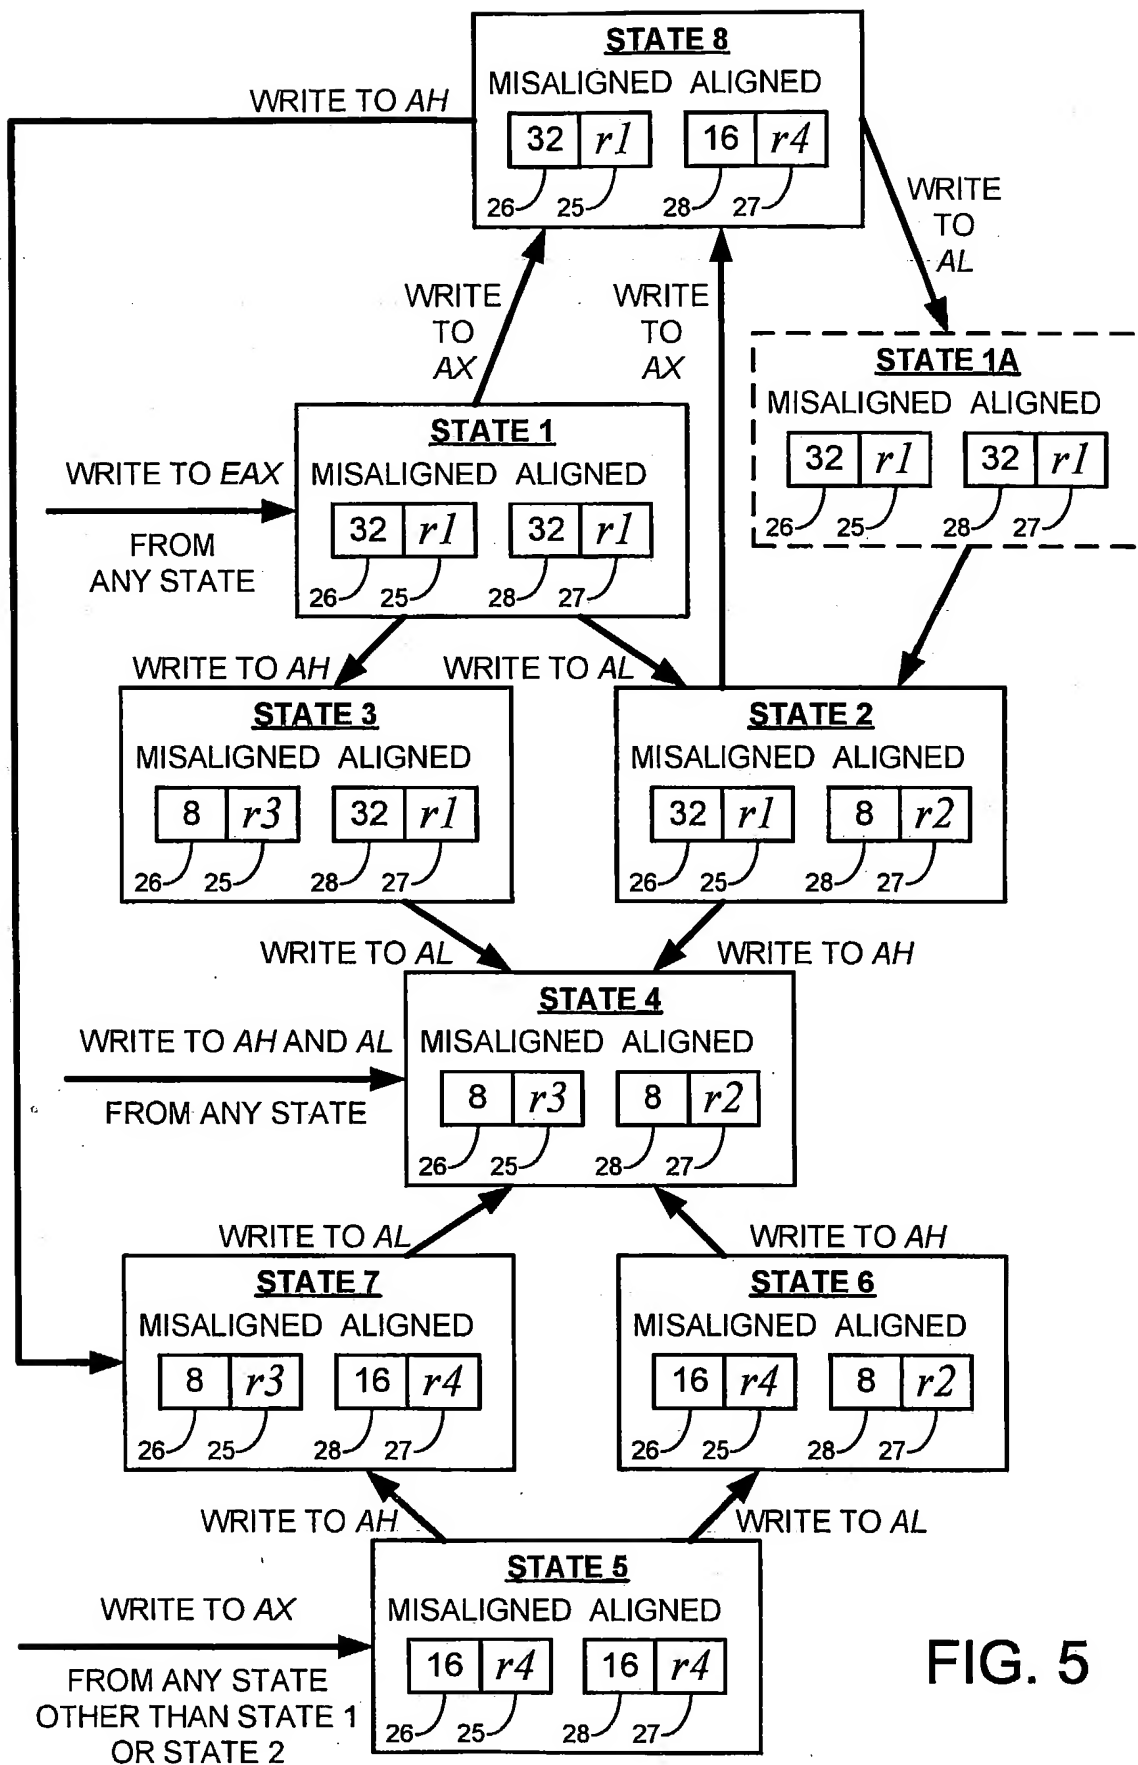 STATE 8
MISALIGNED ALIGNED
32 r1 16 r4
26 25 28 27
WRITE TO AH
WRITE
TO
AL
WRITE
TO
AX
WRITE
TO
AX
STATE 1A
MISALIGNED ALIGNED
32 r1 32 r1
26 25 28 27
STATE 1
MISALIGNED ALIGNED
32 r1 32 r1
26 25 28 27
WRITE TO EAX
FROM
ANY STATE
WRITE TO AH
WRITE TO AL
STATE 3
MISALIGNED ALIGNED
8 r3 32 r1
26 25 28 27
STATE 2
MISALIGNED ALIGNED
32 r1 8 r2
26 25 28 27
WRITE TO AL
WRITE TO AH
STATE 4
MISALIGNED ALIGNED
8 r3 8 r2
26 25 28 27
WRITE TO AH AND AL
FROM ANY STATE
WRITE TO AL
WRITE TO AH
STATE 7
MISALIGNED ALIGNED
8 r3 16 r4
26 25 28 27
STATE 6
MISALIGNED ALIGNED
16 r4 8 r2
26 25 28 27
WRITE TO AH
WRITE TO AL
STATE 5
MISALIGNED ALIGNED
16 r4 16 r4
26 25 28 27
WRITE TO AX
FROM ANY STATE
OTHER THAN STATE 1
OR STATE 2
FIG. 5